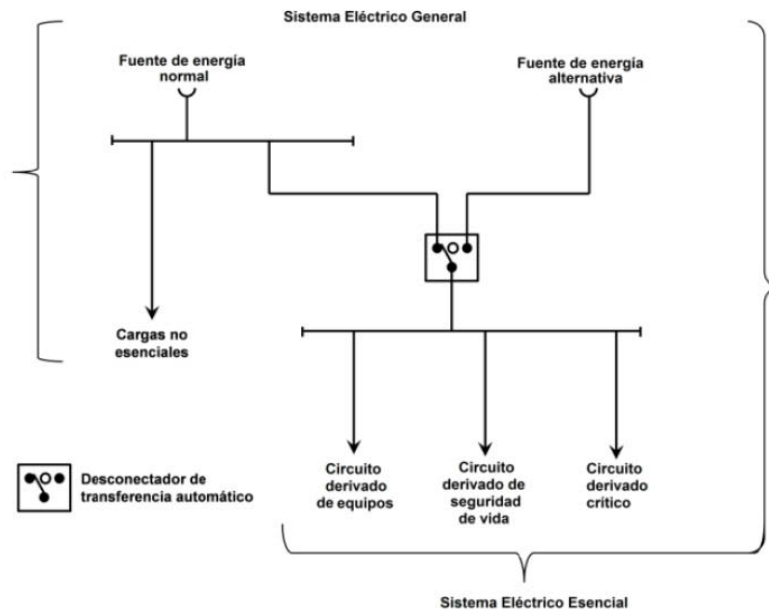 Sistema Eléctrico General
Fuente de energía
normal
Fuente de energía
alternativa
Cargas no
esenciales
Desconectador de
transferencia automático
Circuito
derivado
de equipos
Circuito
derivado de
seguridad
de vida
Circuito
derivado
crítico
Sistema Eléctrico Esencial